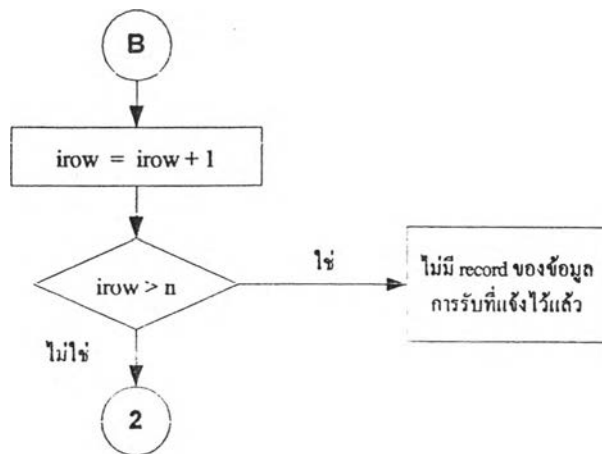 B
irow = irow + 1
irow > n
ใช่
ไม่มี record ของข้อมูล
การรับที่แจ้งไว้แล้ว
ไม่ใช่
2